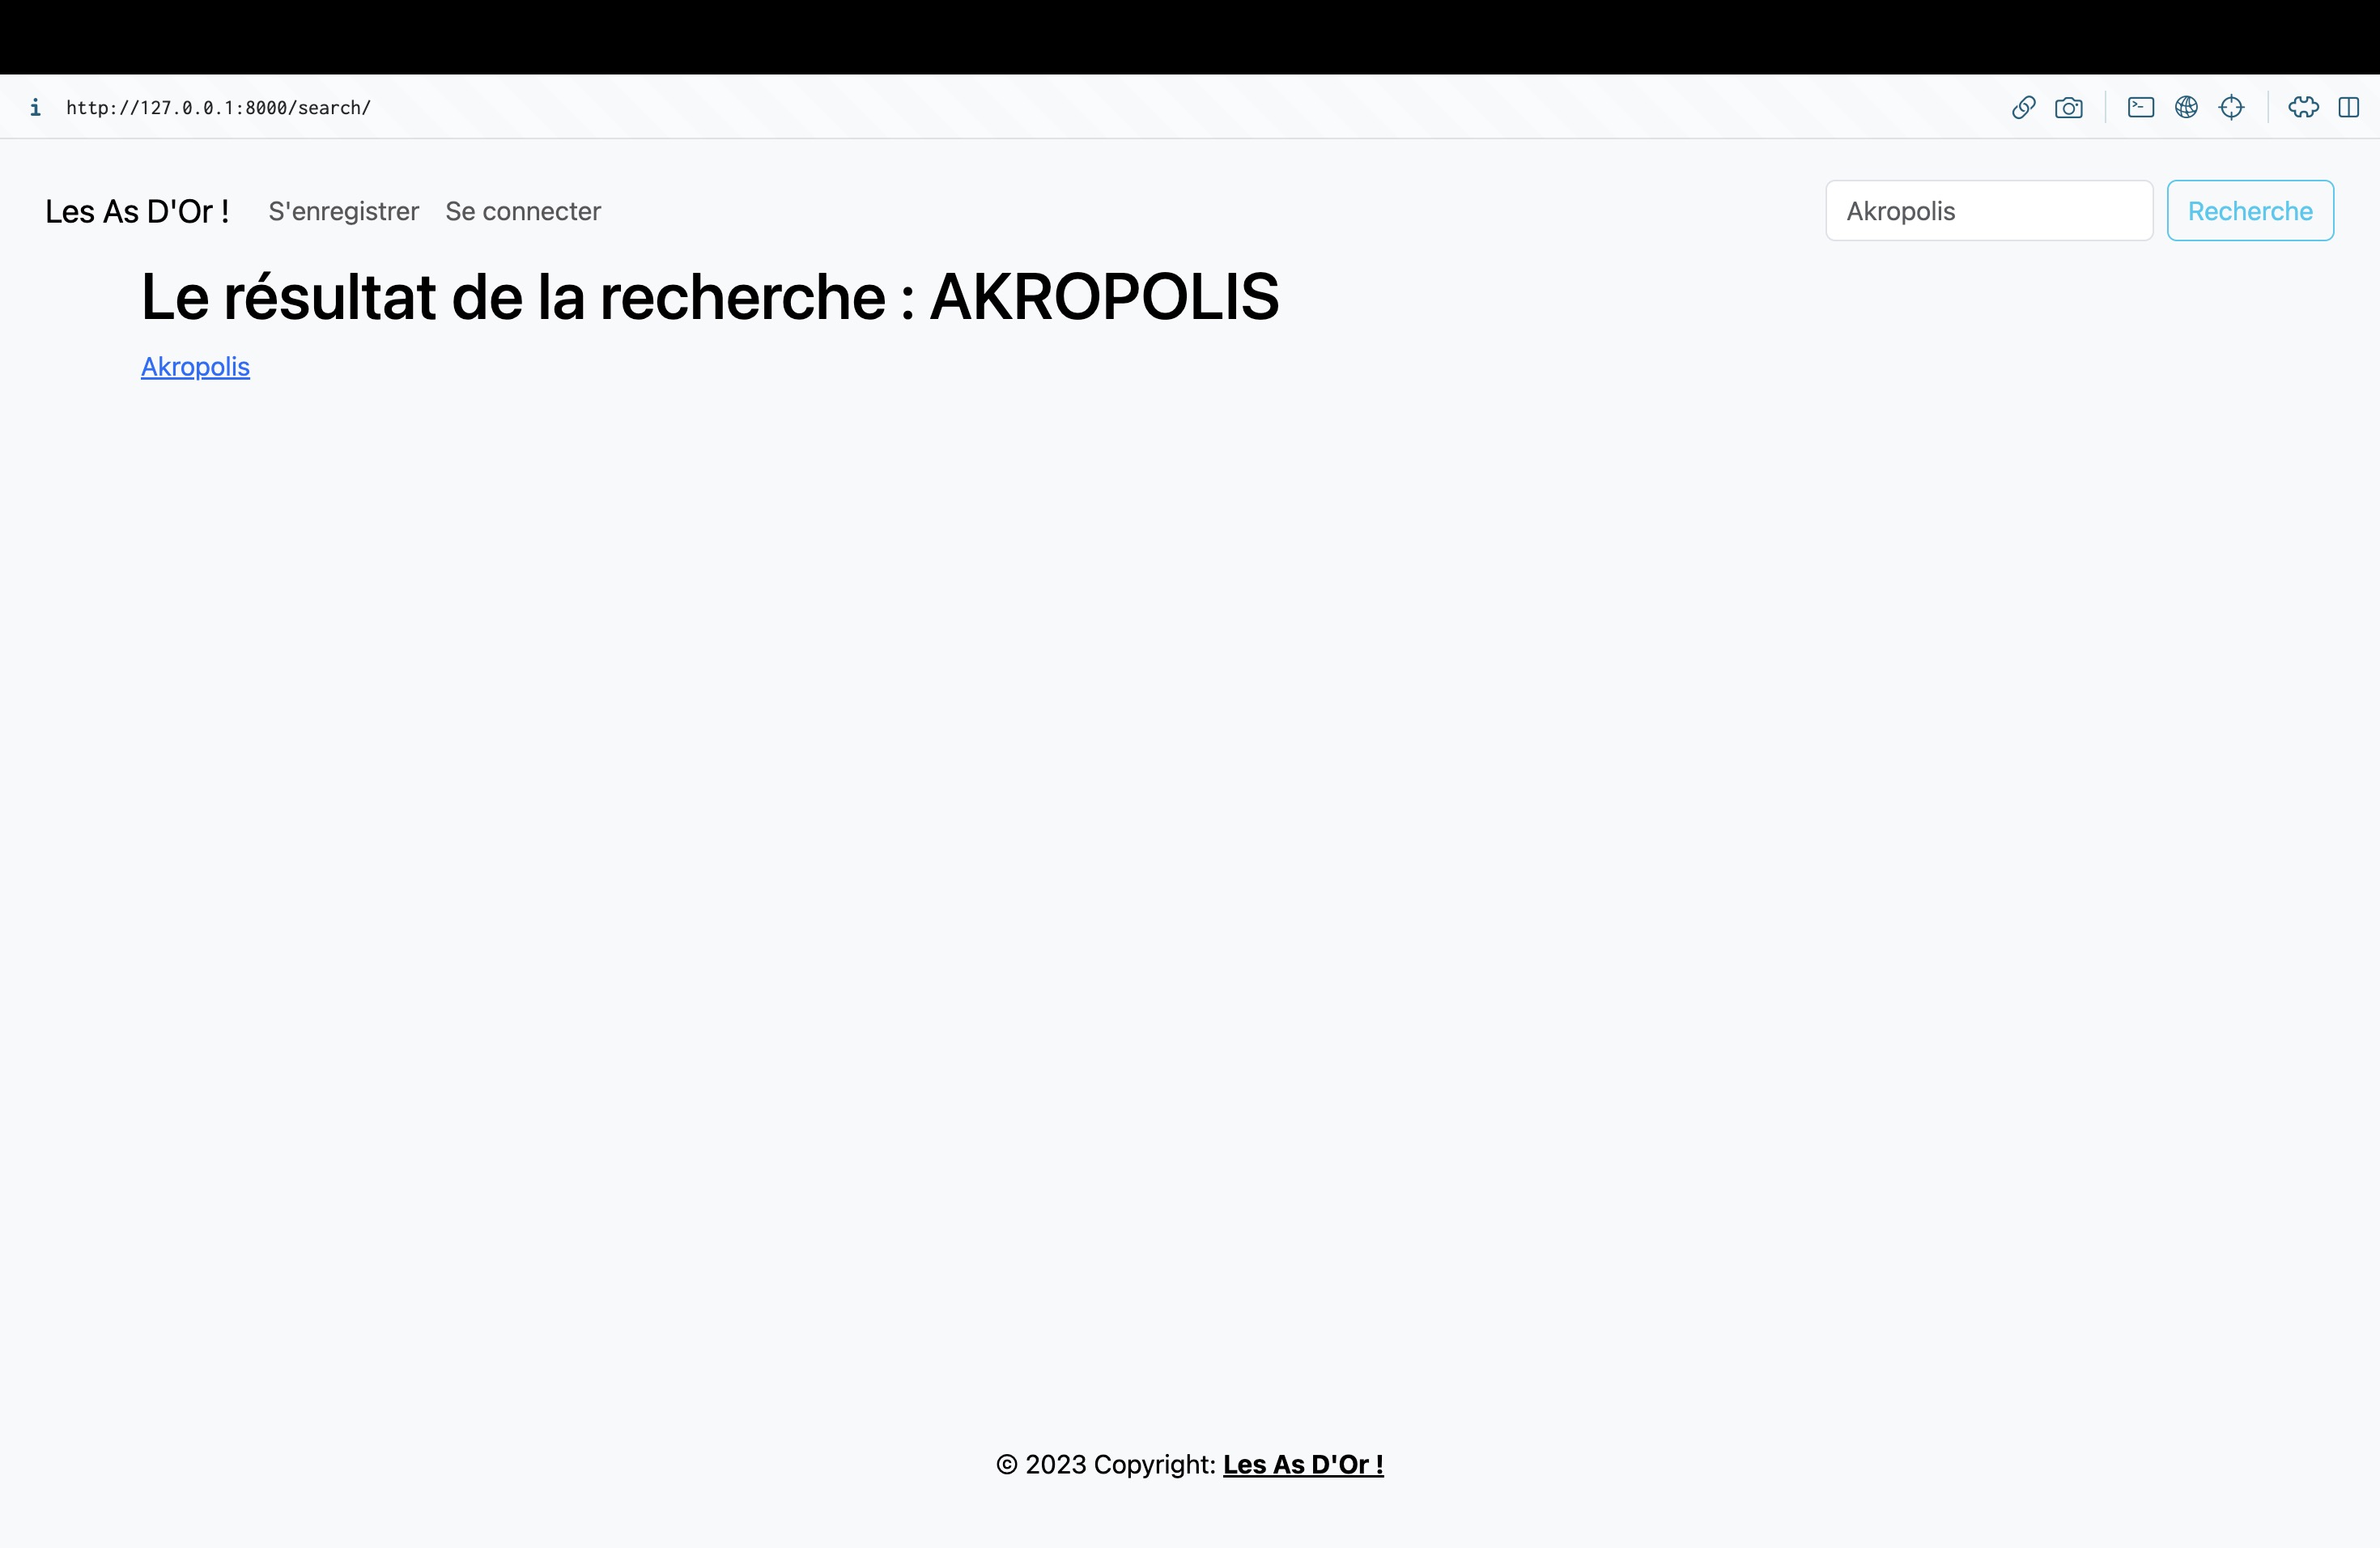 http://127.0.0.1:8000/search/
Les As D'Or ! S'enregistrer Se connecter Akropolis Recherche
Le résultat de la recherche : AKROPOLIS
Akropolis
© 2023 Copyright: Les As D'Or !